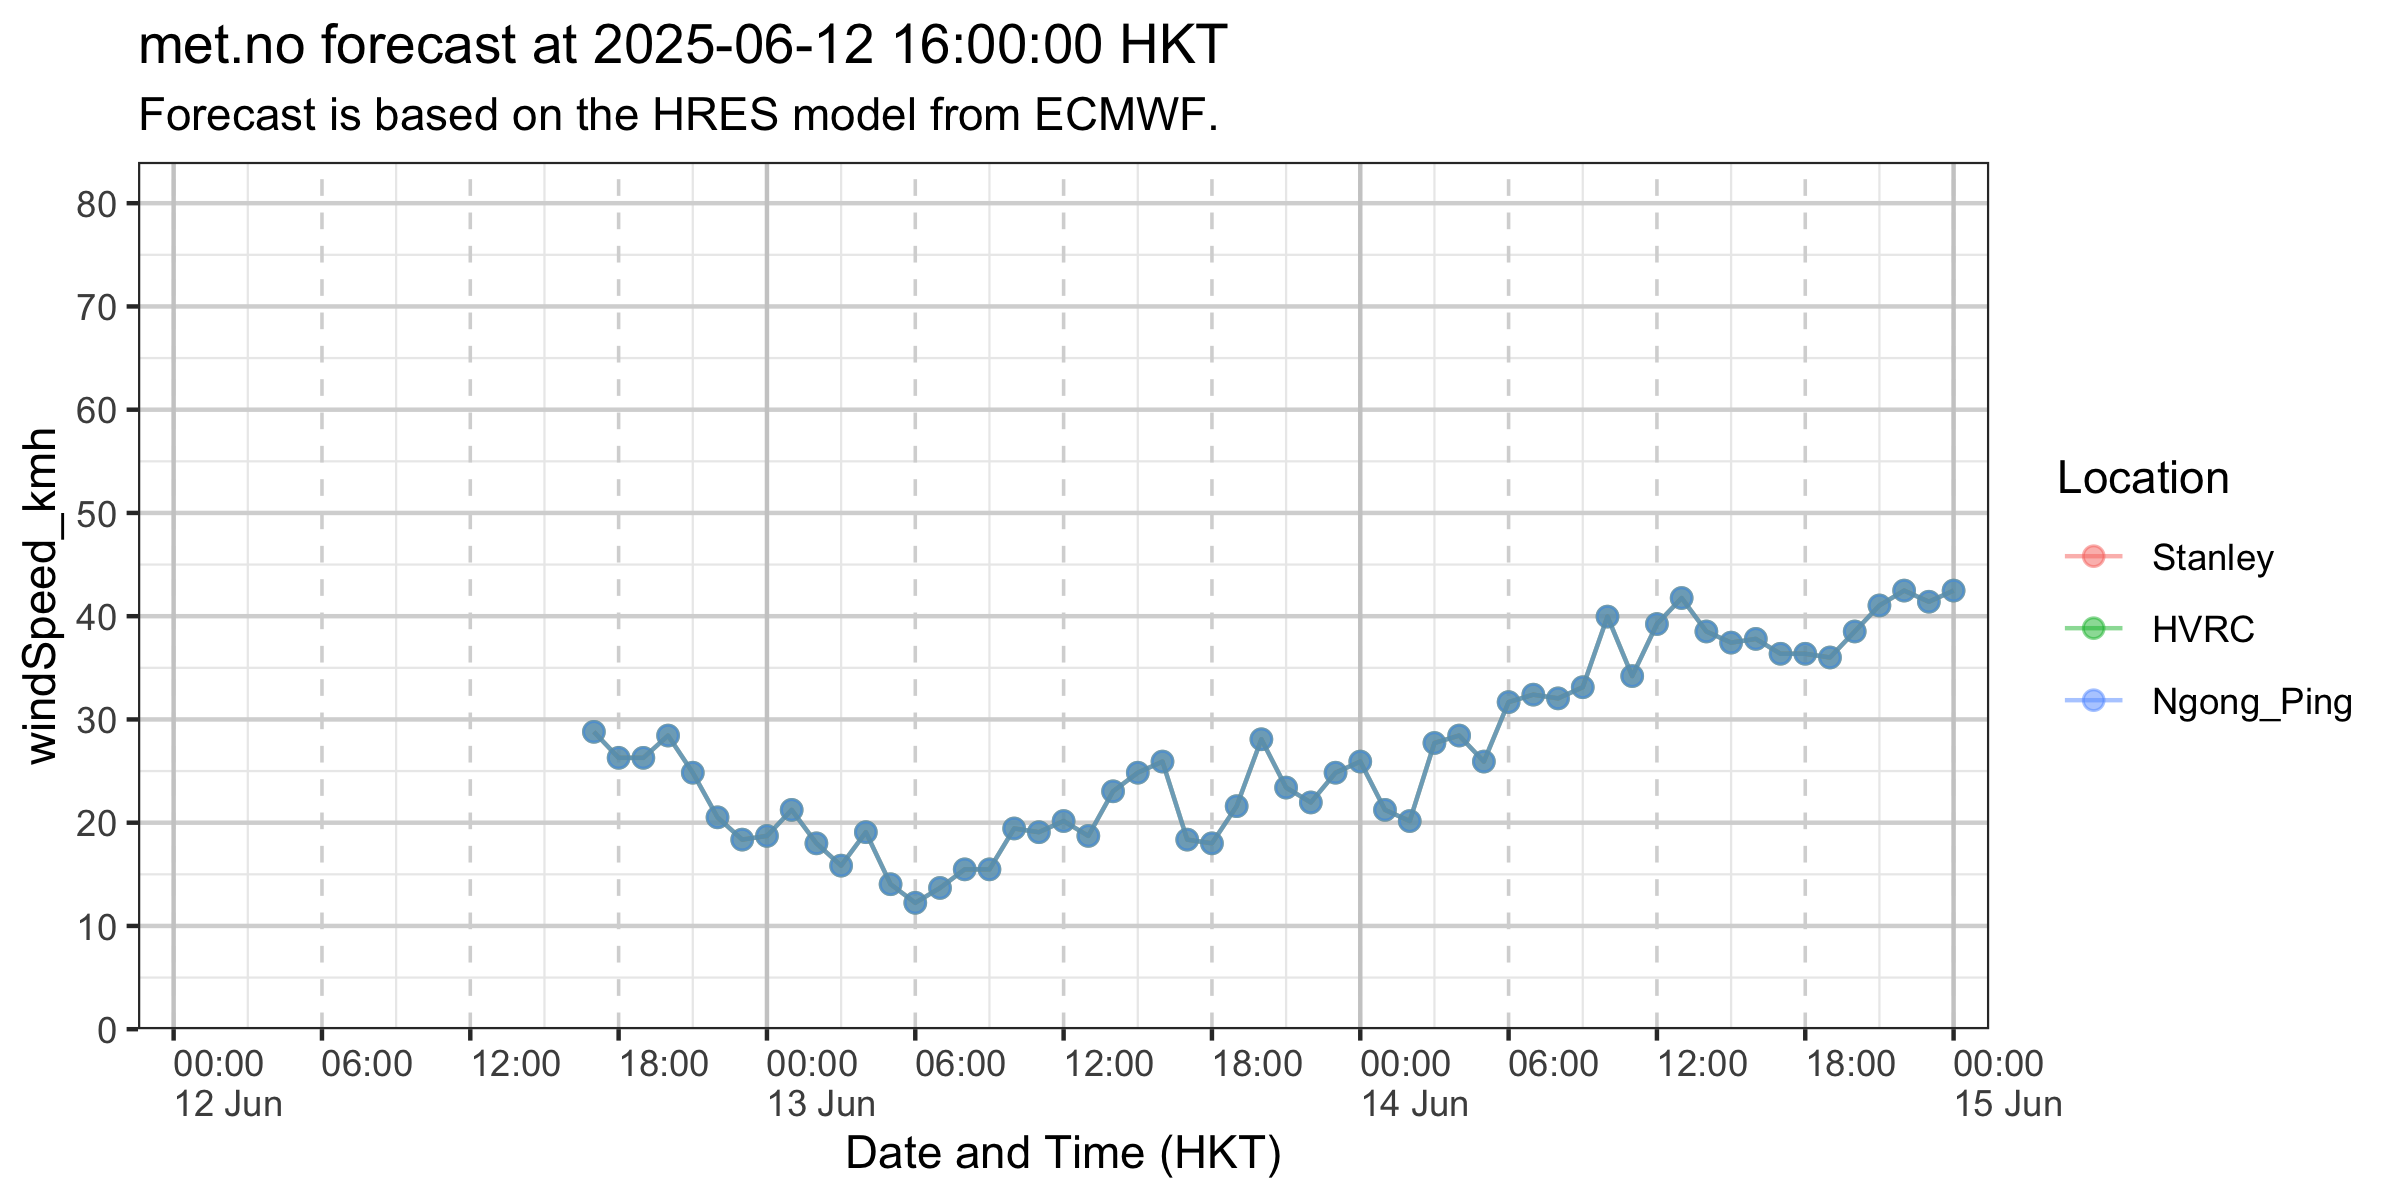 met.no forecast at 2025-06-12 16:00:00 HKT
Forecast is based on the HRES model from ECMWF.
windSpeed_kmh
80
70
60
50
40
30
20
10
0
00:00 06:00 12:00 18:00 00:00 06:00 12:00 18:00 00:00 06:00 12:00 18:00 00:00
12 Jun 13 Jun 14 Jun 15 Jun
Date and Time (HKT)
Location
Stanley
HVRC
Ngong_Ping